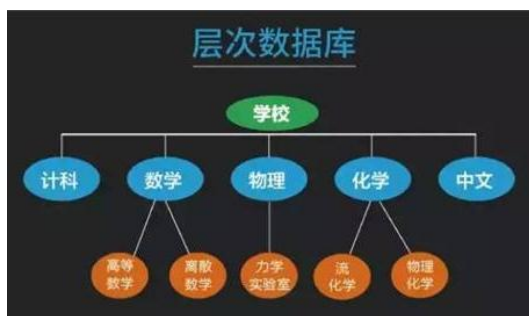 层次数据库
学校
计科 数学 物理 化学 中文
高等 离散 力学 流 物理
数学 数学 实验室 化学 化学